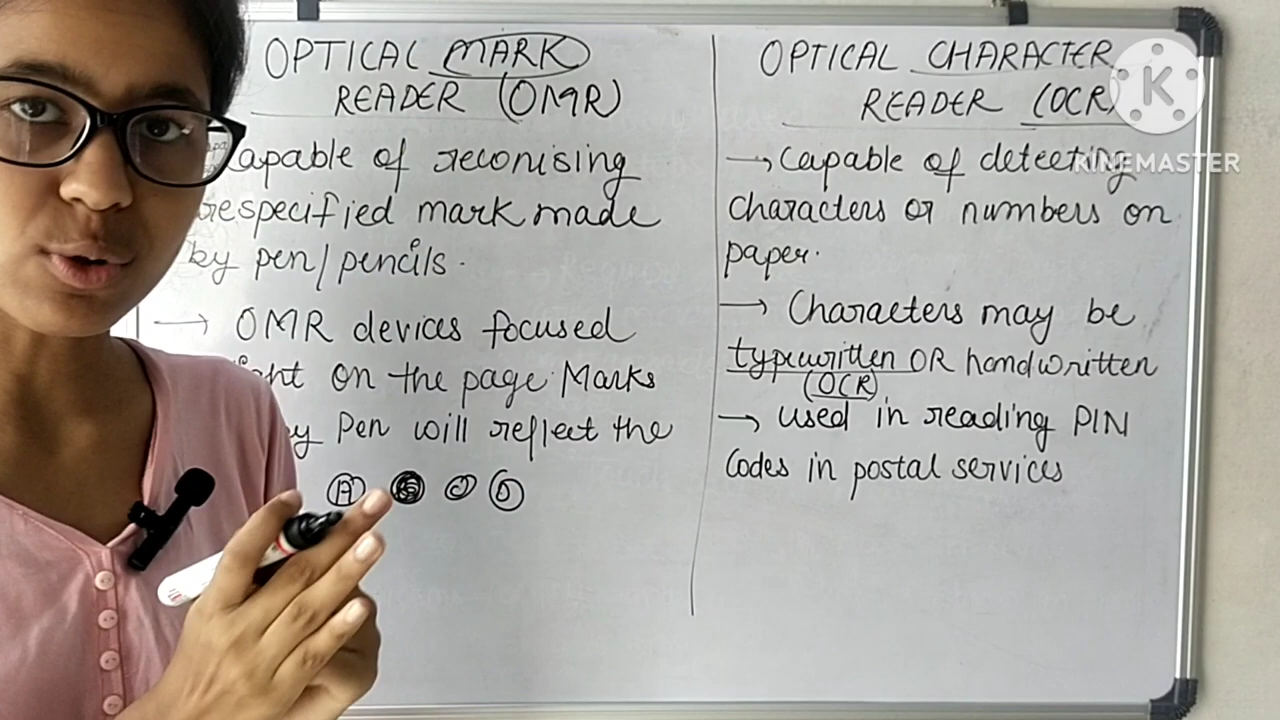 OPTICAL MARK
READER (OMR)
Capable of reconising
respecified mark made
by pen/pencils.
→ OMR devices focused
on the page. Marks
by Pen will reflect the
A B C D
OPTICAL CHARACTER
READER (OCR)
→ Capable of detecting
characters or numbers on
paper.
→ Characters may be
typewritten OR handwritten
(OCR)
→ used in reading PIN
Codes in postal services
K
KINEMASTER